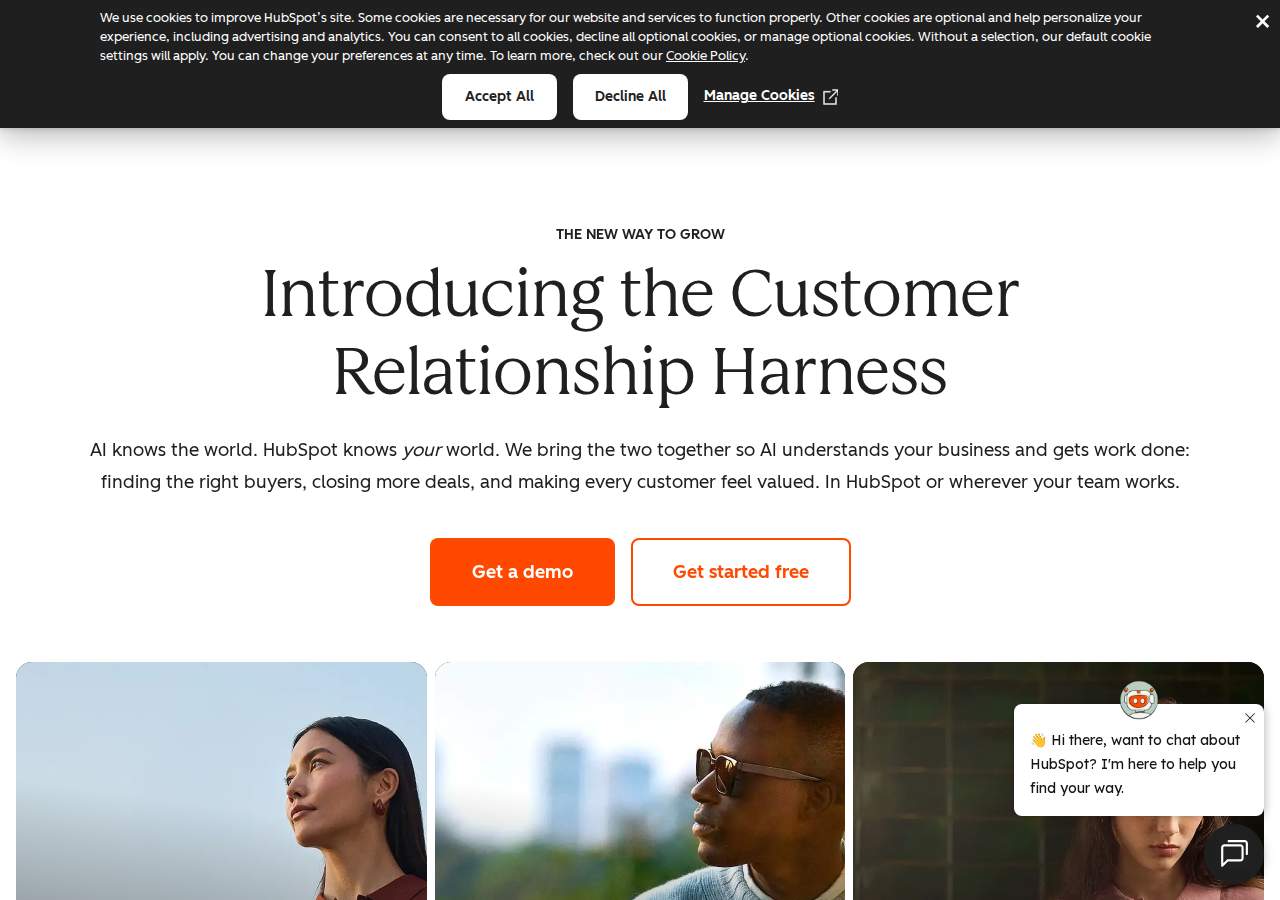 We use cookies to improve HubSpot's site. Some cookies are necessary for our website and services to function properly. Other cookies are optional and help personalize your
experience, including advertising and analytics. You can consent to all cookies, decline all optional cookies, or manage optional cookies. Without a selection, our default cookie
settings will apply. You can change your preferences at any time. To learn more, check out our Cookie Policy.
Accept All
Decline All
Manage Cookies
THE NEW WAY TO GROW
Introducing the Customer
Relationship Harness
AI knows the world. HubSpot knows your world. We bring the two together so AI understands your business and gets work done:
finding the right buyers, closing more deals, and making every customer feel valued. In HubSpot or wherever your team works.
Get a demo
Get started free
👋 Hi there, want to chat about
HubSpot? I'm here to help you
find your way.